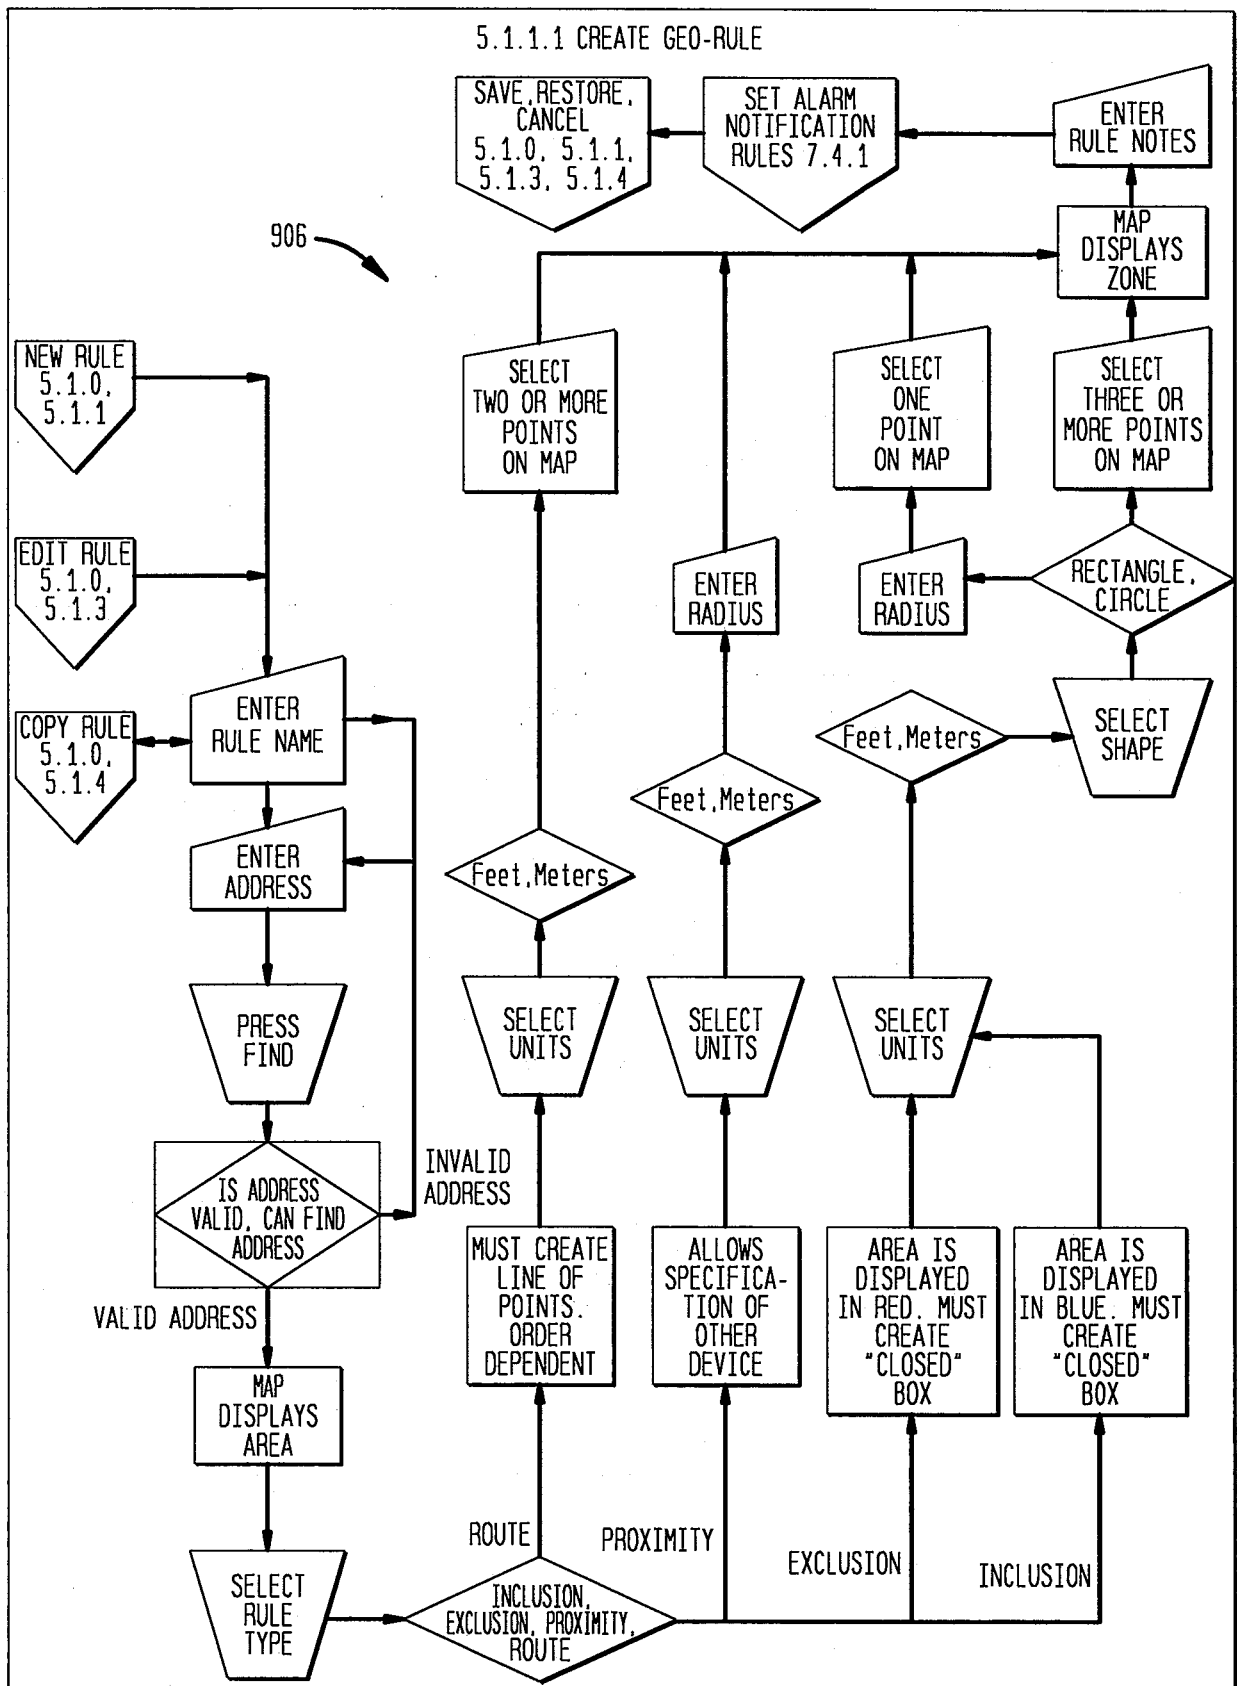 5.1.1.1 CREATE GEO-RULE
SAVE, RESTORE,
CANCEL
5.1.0, 5.1.1,
5.1.3, 5.1.4
SET ALARM
NOTIFICATION
RULES 7.4.1
ENTER
RULE NOTES
906
MAP
DISPLAYS
ZONE
NEW RULE
5.1.0,
5.1.1
SELECT
TWO OR MORE
POINTS
ON MAP
SELECT
ONE
POINT
ON MAP
SELECT
THREE OR
MORE POINTS
ON MAP
EDIT RULE
5.1.0,
5.1.3
ENTER
RADIUS
ENTER
RADIUS
RECTANGLE,
CIRCLE
COPY RULE
5.1.0,
5.1.4
ENTER
RULE NAME
Feet,Meters
SELECT
SHAPE
Feet,Meters
ENTER
ADDRESS
Feet,Meters
PRESS
FIND
SELECT
UNITS
SELECT
UNITS
SELECT
UNITS
IS ADDRESS
VALID, CAN FIND
ADDRESS
INVALID
ADDRESS
VALID ADDRESS
MUST CREATE
LINE OF
POINTS.
ORDER
DEPENDENT
ALLOWS
SPECIFICA-
TION OF
OTHER
DEVICE
AREA IS
DISPLAYED
IN RED. MUST
CREATE
"CLOSED"
BOX
AREA IS
DISPLAYED
IN BLUE. MUST
CREATE
"CLOSED"
BOX
MAP
DISPLAYS
AREA
ROUTE
PROXIMITY
EXCLUSION
INCLUSION
SELECT
RULE
TYPE
INCLUSION,
EXCLUSION, PROXIMITY,
ROUTE